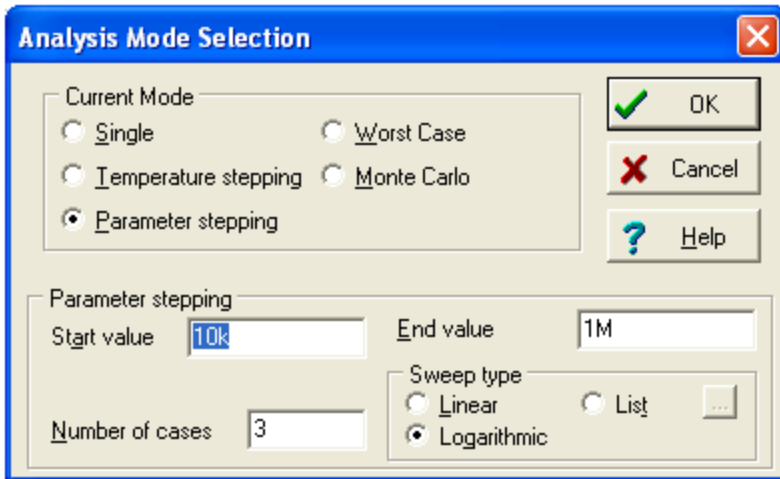 Analysis Mode Selection
Current Mode
Single
Worst Case
Temperature stepping
Monte Carlo
Parameter stepping
OK
Cancel
Help
Parameter stepping
Start value 10k
End value 1M
Number of cases 3
Sweep type
Linear
List
...
Logarithmic